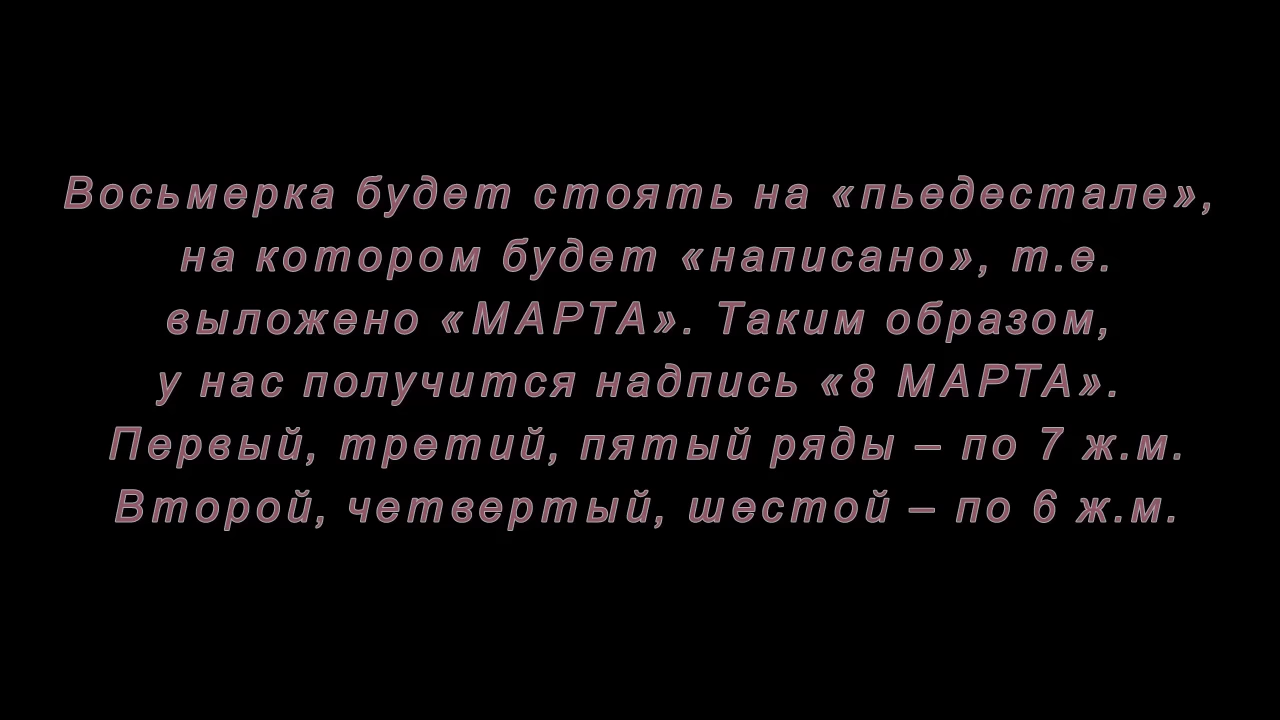 Восьмерка будет стоять на «пьедестале»,
на котором будет «написано», т.е.
выложено «МАРТА». Таким образом,
у нас получится надпись «8 МАРТА».
Первый, третий, пятый ряды – по 7 ж.м.
Второй, четвертый, шестой – по 6 ж.м.